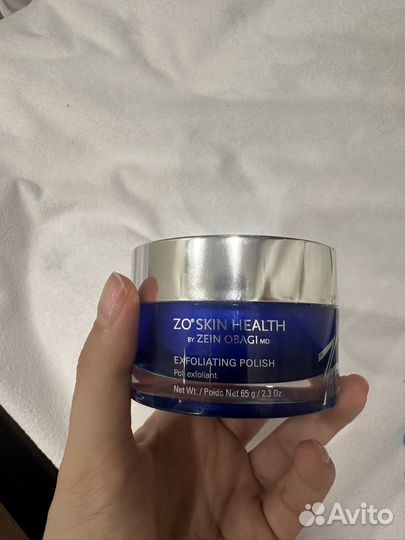 ZO® SKIN HEALTH
BY ZEIN OBAGI MD
EXFOLIATING POLISH
Poli exfoliant
Net Wt. / Poids Net 65 g / 2.3 Oz.
Avito